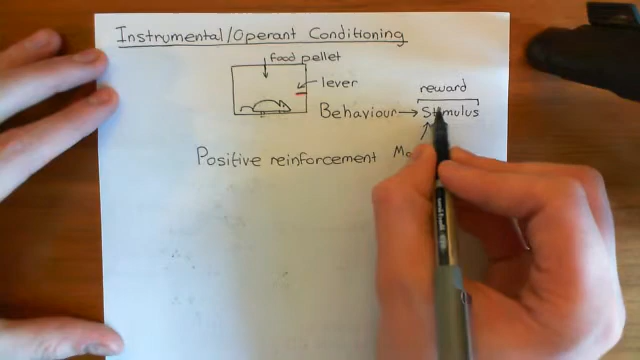 Instrumental/Operant Conditioning
food pellet
lever
reward
Behaviour → Stimulus
Positive reinforcement